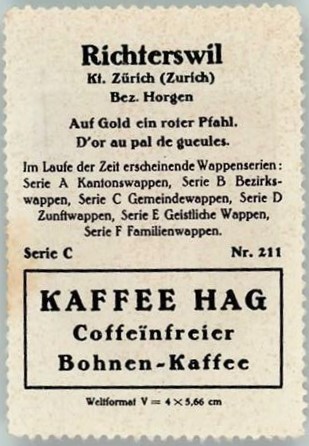 Richterswil
Kt. Zürich (Zurich)
Bez. Horgen
Auf Gold ein roter Pfahl.
D'or au pal de gueules.
Im Laufe der Zeit erscheinende Wappenserien:
Serie A Kantonswappen, Serie B Bezirks-
wappen, Serie C Gemeindewappen, Serie D
Zunftwappen, Serie E Geistliche Wappen,
Serie F Familienwappen.
Serie C Nr. 211
KAFFEE HAG
Coffeïnfreier
Bohnen-Kaffee
Weltformat V = 4 × 5,66 cm